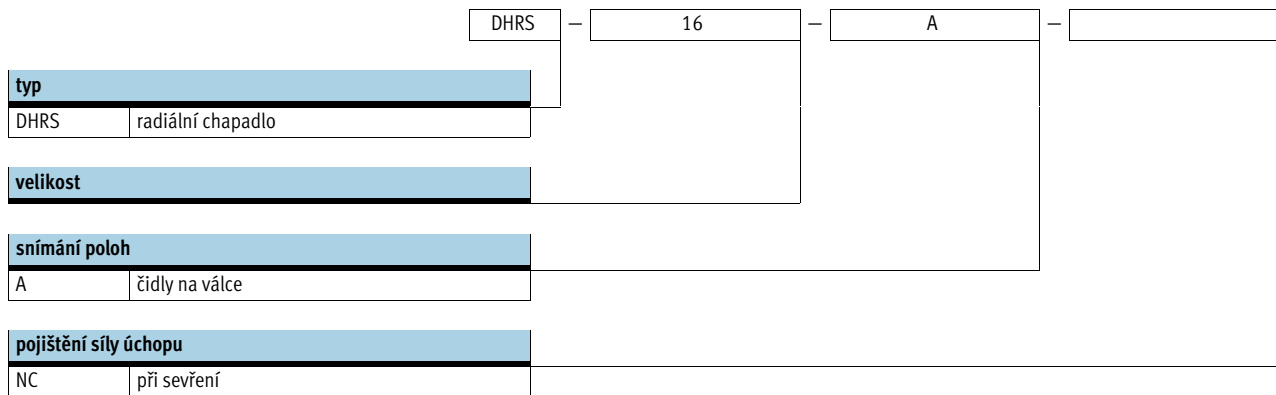 DHRS – 16 – A –
typ
DHRS radiální chapadlo
velikost
snímání poloh
A čidly na válce
pojištění síly úchopu
NC při sevření